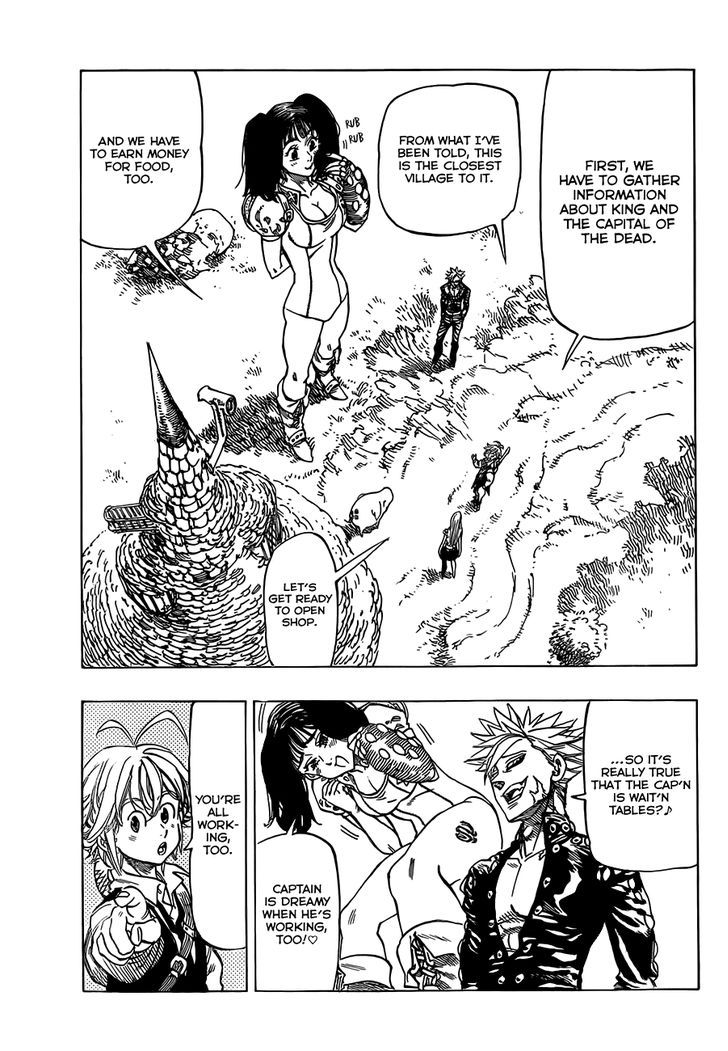 FIRST, WE
HAVE TO GATHER
INFORMATION
ABOUT KING AND
THE CAPITAL OF
THE DEAD.
FROM WHAT I'VE
BEEN TOLD, THIS
IS THE CLOSEST
VILLAGE TO IT.
RUB
RUB
AND WE HAVE
TO EARN MONEY
FOR FOOD,
TOO.
LET'S
GET READY
TO OPEN
SHOP.
...SO IT'S
REALLY TRUE
THAT THE CAP'N
IS WAIT'N
TABLES?♪
CAPTAIN
IS DREAMY
WHEN HE'S
WORKING,
TOO!♡
YOU'RE
ALL
WORK-
ING,
TOO.